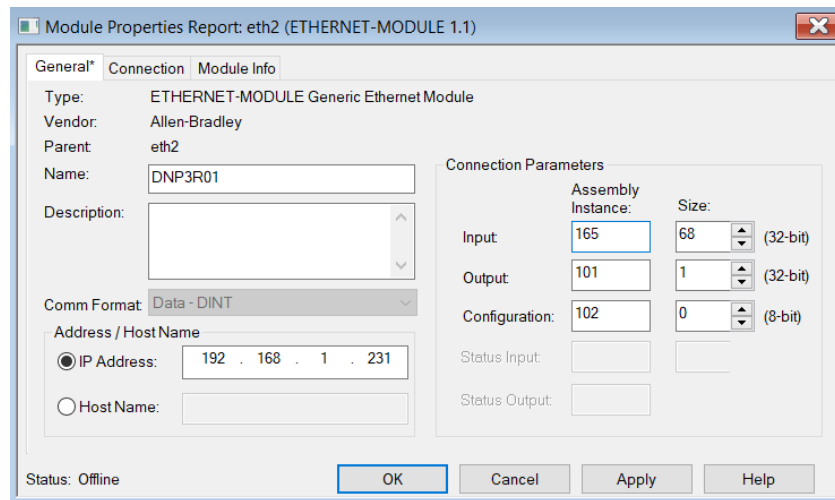 Module Properties Report: eth2 (ETHERNET-MODULE 1.1)
General* Connection Module Info
Type: ETHERNET-MODULE Generic Ethernet Module
Vendor: Allen-Bradley
Parent: eth2
Name: DNP3R01
Description:
Comm Format: Data - DINT
Address / Host Name
IP Address: 192 . 168 . 1 . 231
Host Name:
Connection Parameters
Assembly Instance: Size:
Input: 165 68 (32-bit)
Output: 101 1 (32-bit)
Configuration: 102 0 (8-bit)
Status Input:
Status Output:
Status: Offline OK Cancel Apply Help